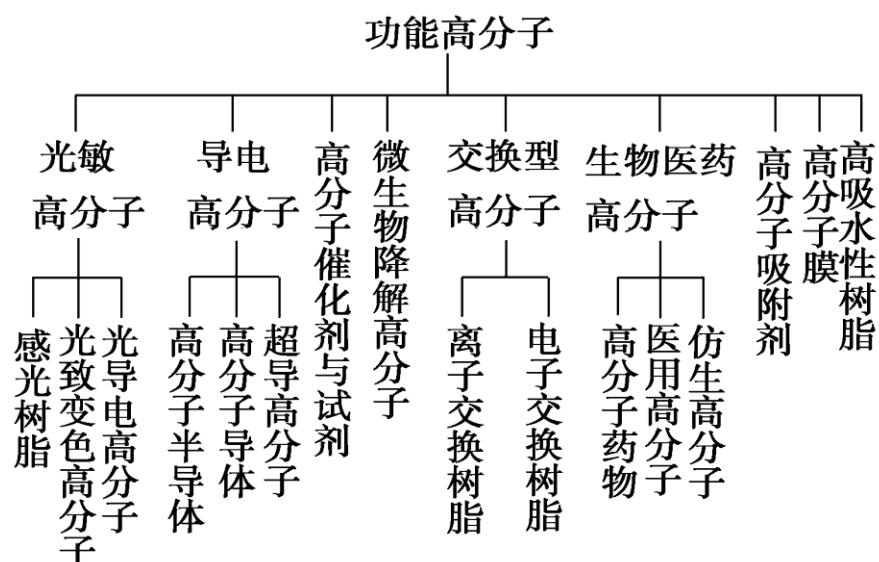 功能高分子
光敏
高分子
导电
高分子
高分子催化剂与试剂
微生物降解高分子
交换型
高分子
生物医药
高分子
高分子吸附剂
高分子膜
高吸水性树脂
感光树脂
光致变色高分子
光导电高分子
高分子半导体
高分子导体
超导高分子
离子交换树脂
电子交换树脂
高分子药物
医用高分子
仿生高分子